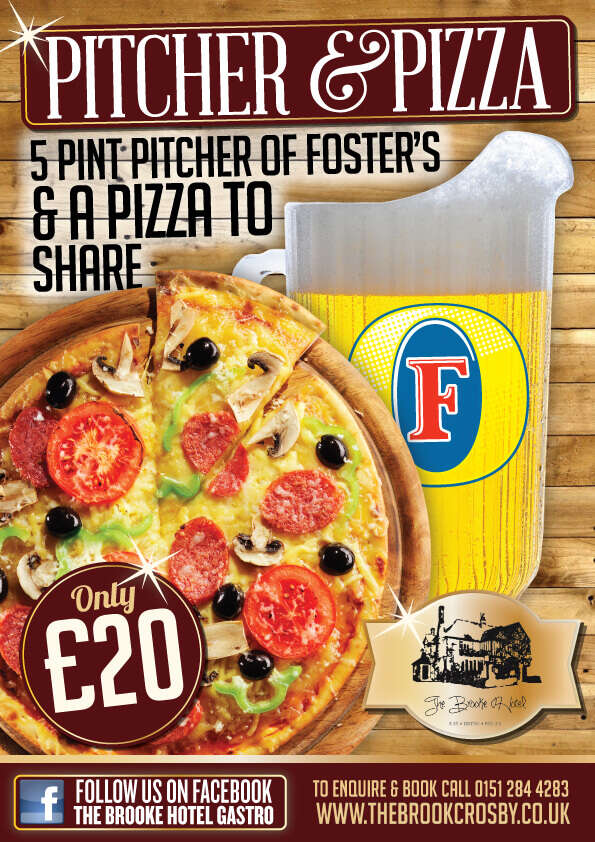 PITCHER & PIZZA
5 PINT PITCHER OF FOSTER'S
& A PIZZA TO
SHARE
F
Only
£20
The Brooke Hotel
f
FOLLOW US ON FACEBOOK
THE BROOKE HOTEL GASTRO
TO ENQUIRE & BOOK CALL 0151 284 4283
WWW.THEBROOKCROSBY.CO.UK